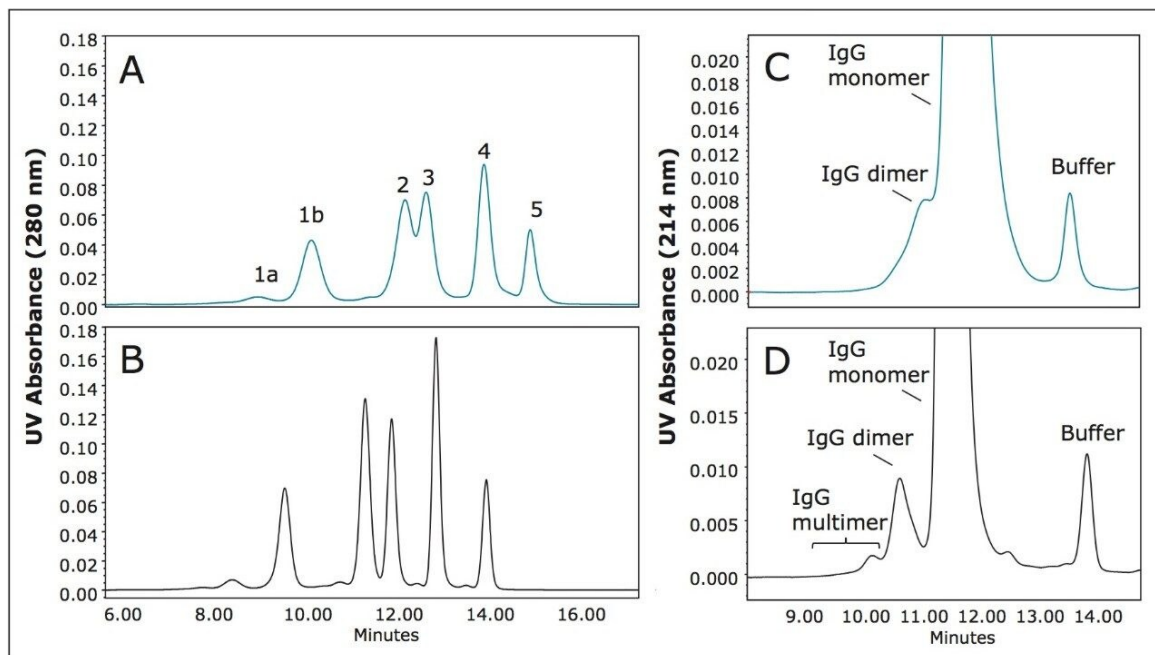 A
UV Absorbance (280 nm)
0.18
0.16
0.14
0.12
0.10
0.08
0.06
0.04
0.02
0.00
1a
1b
2
3
4
5
B
0.18
0.16
0.14
0.12
0.10
0.08
0.06
0.04
0.02
0.00
6.00 8.00 10.00 12.00 14.00 16.00
Minutes
C
UV Absorbance (214 nm)
0.020
0.018
0.016
0.014
0.012
0.010
0.008
0.006
0.004
0.002
0.000
IgG
monomer
IgG dimer
Buffer
D
0.020
0.015
0.010
0.005
0.000
IgG
monomer
IgG dimer
IgG
multimer
Buffer
9.00 10.00 11.00 12.00 13.00 14.00
Minutes